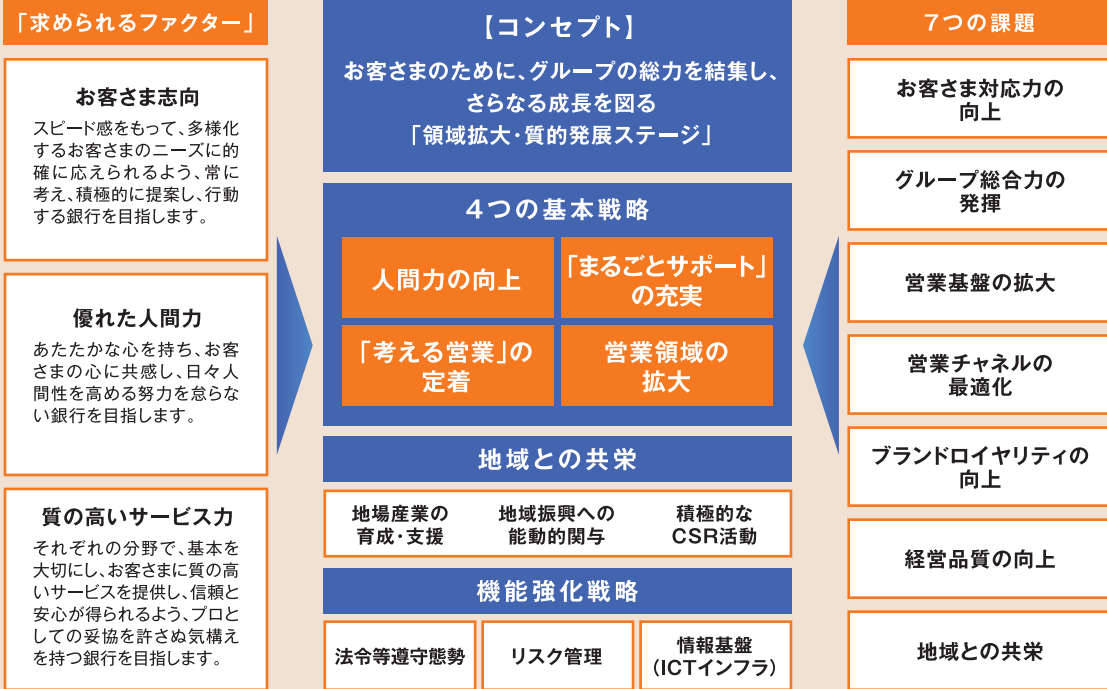 「求められるファクター」
お客さま志向
スピード感をもって、多様化
するお客さまのニーズに的
確に応えられるよう、常に
考え、積極的に提案し、行動
する銀行を目指します。
優れた人間力
あたたかな心を持ち、お客
さまの心に共感し、日々人
間性を高める努力を怠らな
い銀行を目指します。
質の高いサービス力
それぞれの分野で、基本を
大切にし、お客さまに質の高
いサービスを提供し、信頼と
安心が得られるよう、プロと
しての妥協を許さぬ気構え
を持つ銀行を目指します。
【コンセプト】
お客さまのために、グループの総力を結集し、
さらなる成長を図る
「領域拡大・質的発展ステージ」
4つの基本戦略
人間力の向上
「まるごとサポート」
の充実
「考える営業」の
定着
営業領域の
拡大
地域との共栄
地場産業の
育成・支援
地域振興への
能動的関与
積極的な
CSR活動
機能強化戦略
法令等遵守態勢
リスク管理
情報基盤
（ICTインフラ）
7つの課題
お客さま対応力の
向上
グループ総合力の
発揮
営業基盤の拡大
営業チャネルの
最適化
ブランドロイヤリティの
向上
経営品質の向上
地域との共栄